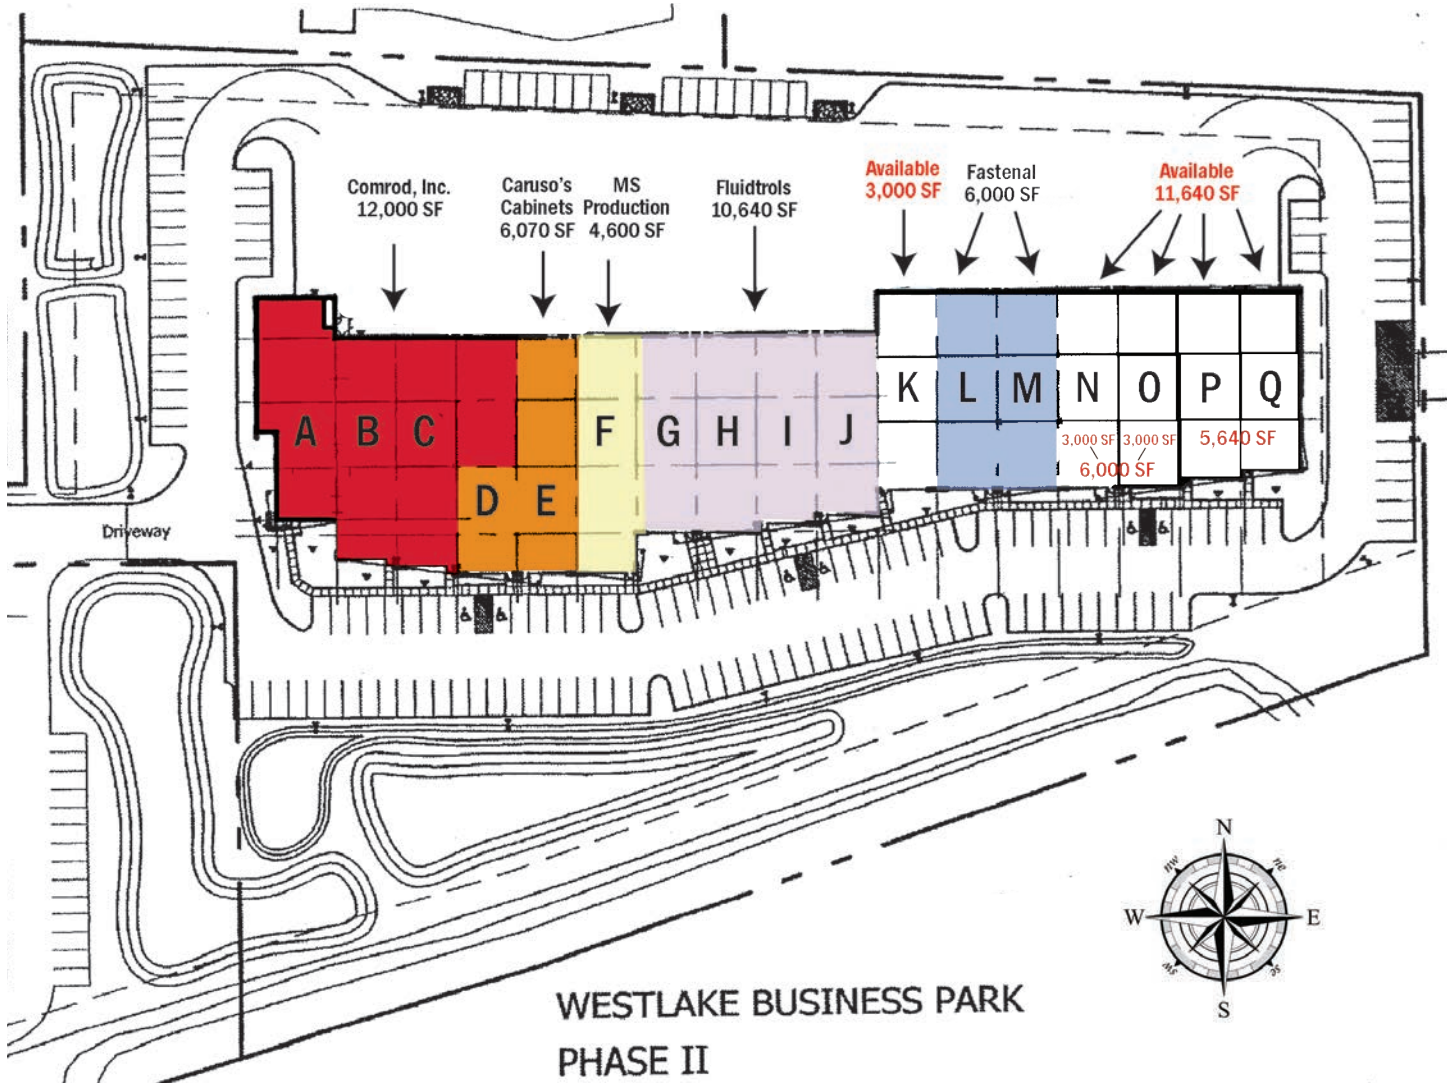 Comrod, Inc.
12,000 SF
Caruso's
Cabinets
6,070 SF
MS
Production
4,600 SF
Fluidtrols
10,640 SF
Available
3,000 SF
Fastenal
6,000 SF
Available
11,640 SF
A
B
C
D
E
F
G
H
I
J
K
L
M
N
O
P
Q
3,000 SF
3,000 SF
6,000 SF
5,640 SF
Driveway
N
ne
E
se
S
sw
W
nw
WESTLAKE BUSINESS PARK
PHASE II